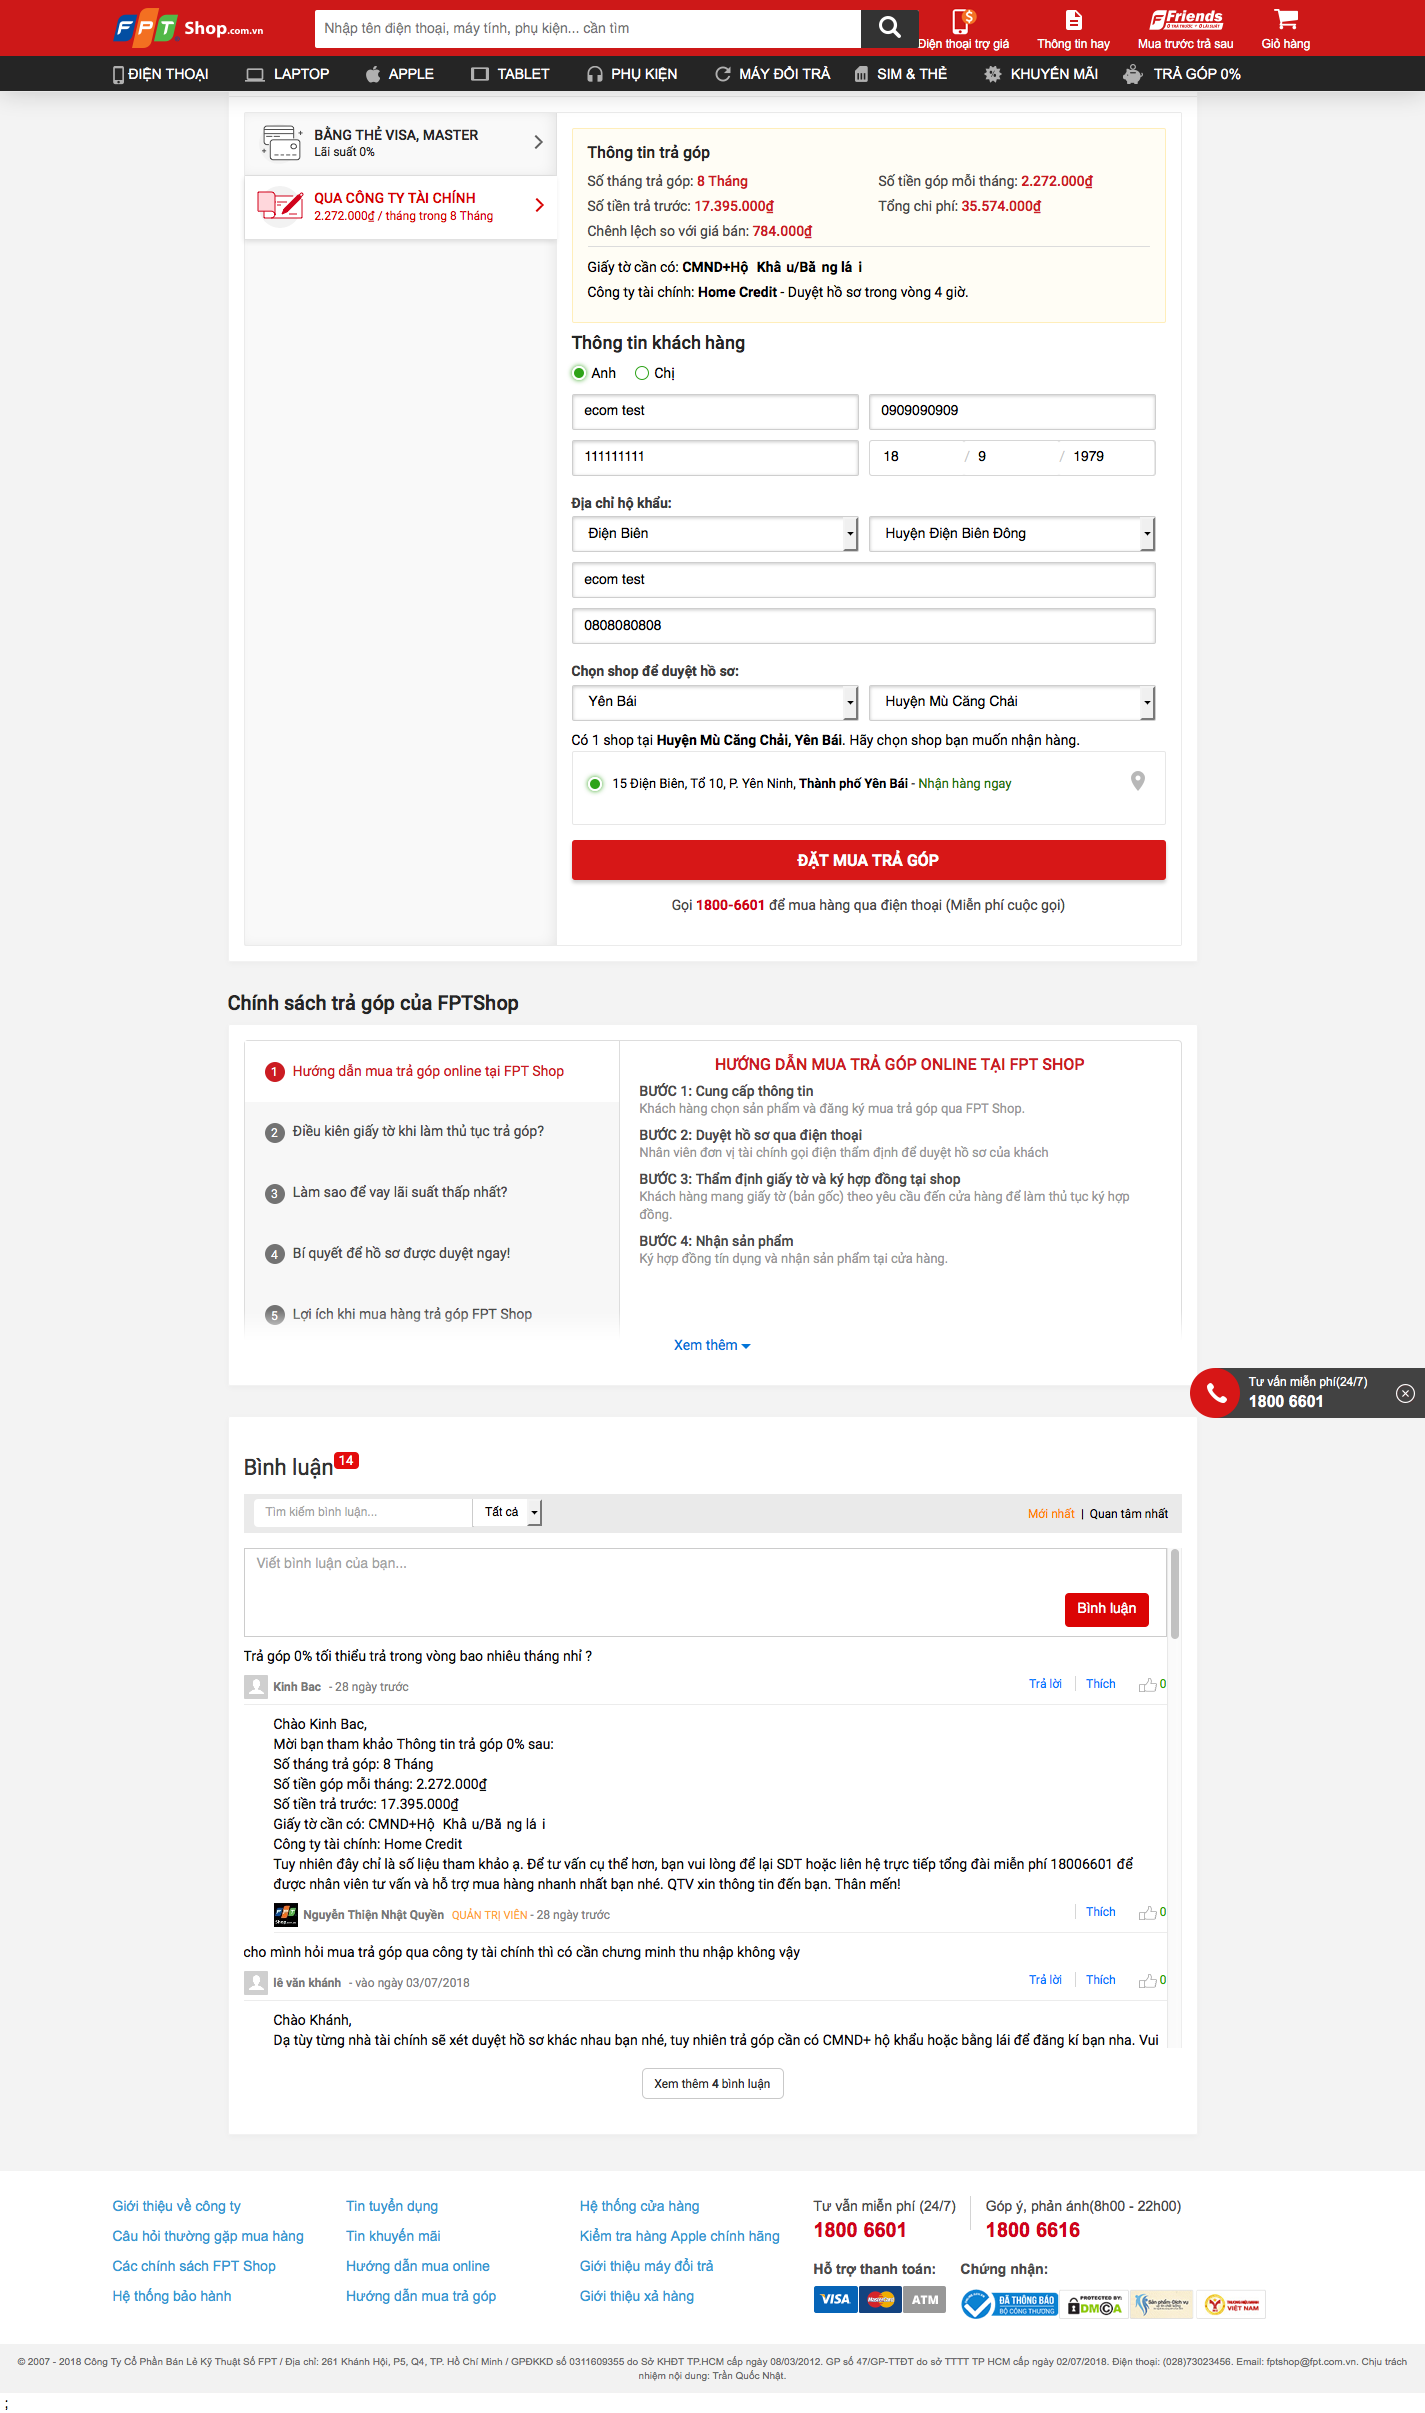 FPT Shop.com.vn
Nhập tên điện thoại, máy tính, phụ kiện... cần tìm
Điện thoại trợ giá
Thông tin hay
Friends
Mua trước trả sau
Giỏ hàng
ĐIỆN THOẠI LAPTOP APPLE TABLET PHỤ KIỆN MÁY ĐỔI TRẢ SIM & THẺ KHUYẾN MÃI TRẢ GÓP 0%
BẰNG THẺ VISA, MASTER
Lãi suất 0%
QUA CÔNG TY TÀI CHÍNH
2.272.000₫ / tháng trong 8 Tháng
Thông tin trả góp
Số tháng trả góp: 8 Tháng
Số tiền góp mỗi tháng: 2.272.000₫
Số tiền trả trước: 17.395.000₫
Tổng chi phí: 35.574.000₫
Chênh lệch so với giá bán: 784.000₫
Giấy tờ cần có: CMND+Hộ Khâ u/Bă ng lá i
Công ty tài chính: Home Credit - Duyệt hồ sơ trong vòng 4 giờ.
Thông tin khách hàng
Anh Chị
ecom test
0909090909
111111111
18 / 9 / 1979
Địa chỉ hộ khẩu:
Điện Biên
Huyện Điện Biên Đông
ecom test
0808080808
Chọn shop để duyệt hồ sơ:
Yên Bái
Huyện Mù Căng Chải
Có 1 shop tại Huyện Mù Căng Chải, Yên Bái. Hãy chọn shop bạn muốn nhận hàng.
15 Điện Biên, Tổ 10, P. Yên Ninh, Thành phố Yên Bái - Nhận hàng ngay
ĐẶT MUA TRẢ GÓP
Gọi 1800-6601 để mua hàng qua điện thoại (Miễn phí cuộc gọi)
Chính sách trả góp của FPTShop
1 Hướng dẫn mua trả góp online tại FPT Shop
2 Điều kiên giấy tờ khi làm thủ tục trả góp?
3 Làm sao để vay lãi suất thấp nhất?
4 Bí quyết để hồ sơ được duyệt ngay!
5 Lợi ích khi mua hàng trả góp FPT Shop
HƯỚNG DẪN MUA TRẢ GÓP ONLINE TẠI FPT SHOP
BƯỚC 1: Cung cấp thông tin
Khách hàng chọn sản phẩm và đăng ký mua trả góp qua FPT Shop.
BƯỚC 2: Duyệt hồ sơ qua điện thoại
Nhân viên đơn vị tài chính gọi điện thẩm định để duyệt hồ sơ của khách
BƯỚC 3: Thẩm định giấy tờ và ký hợp đồng tại shop
Khách hàng mang giấy tờ (bản gốc) theo yêu cầu đến cửa hàng để làm thủ tục ký hợp
đồng.
BƯỚC 4: Nhận sản phẩm
Ký hợp đồng tín dụng và nhận sản phẩm tại cửa hàng.
Xem thêm
Tư vấn miễn phí(24/7)
1800 6601
Bình luận 14
Tìm kiếm bình luận...
Tất cả
Mới nhất | Quan tâm nhất
Viết bình luận của bạn...
Bình luận
Trả góp 0% tối thiểu trả trong vòng bao nhiêu tháng nhỉ ?
Kinh Bac - 28 ngày trước
Trả lời Thích 0
Chào Kinh Bac,
Mời bạn tham khảo Thông tin trả góp 0% sau:
Số tháng trả góp: 8 Tháng
Số tiền góp mỗi tháng: 2.272.000₫
Số tiền trả trước: 17.395.000₫
Giấy tờ cần có: CMND+Hộ Khâ u/Bă ng lá i
Công ty tài chính: Home Credit
Tuy nhiên đây chỉ là số liệu tham khảo ạ. Để tư vấn cụ thể hơn, bạn vui lòng để lại SDT hoặc liên hệ trực tiếp tổng đài miễn phí 18006601 để
được nhân viên tư vấn và hỗ trợ mua hàng nhanh nhất bạn nhé. QTV xin thông tin đến bạn. Thân mến!
Nguyễn Thiện Nhật Quyền QUẢN TRỊ VIÊN - 28 ngày trước
Thích 0
cho mình hỏi mua trả góp qua công ty tài chính thì có cần chưng minh thu nhập không vậy
lê văn khánh - vào ngày 03/07/2018
Trả lời Thích 0
Chào Khánh,
Dạ tùy từng nhà tài chính sẽ xét duyệt hồ sơ khác nhau bạn nhé, tuy nhiên trả góp cần có CMND+ hộ khẩu hoặc bằng lái để đăng kí bạn nha. Vui
Xem thêm 4 bình luận
Giới thiệu về công ty
Câu hỏi thường gặp mua hàng
Các chính sách FPT Shop
Hệ thống bảo hành
Tin tuyển dụng
Tin khuyến mãi
Hướng dẫn mua online
Hướng dẫn mua trả góp
Hệ thống cửa hàng
Kiểm tra hàng Apple chính hãng
Giới thiệu máy đổi trả
Giới thiệu xả hàng
Tư vấn miễn phí (24/7)
1800 6601
Góp ý, phản ánh(8h00 - 22h00)
1800 6616
Hỗ trợ thanh toán:
VISA MasterCard ATM
Chứng nhận:
ĐÃ THÔNG BÁO
BỘ CÔNG THƯƠNG
PROTECTED BY
DMCA
VIỆT NAM
© 2007 - 2018 Công Ty Cổ Phần Bán Lẻ Kỹ Thuật Số FPT / Địa chỉ: 261 Khánh Hội, P5, Q4, TP. Hồ Chí Minh / GPĐKKD số 0311609355 do Sở KHĐT TP.HCM cấp ngày 08/03/2012. GP số 47/GP-TTĐT do sở TTTT TP HCM cấp ngày 02/07/2018. Điện thoại: (028)73023456. Email: fptshop@fpt.com.vn. Chịu trách
nhiệm nội dung: Trần Quốc Nhật.
;